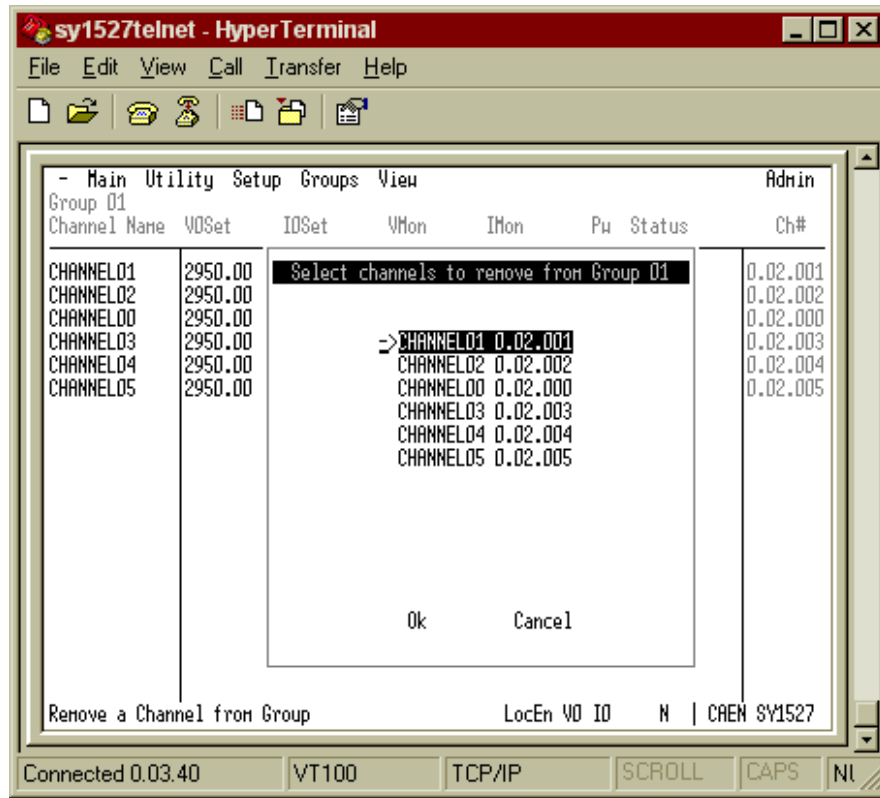 sy1527telnet - HyperTerminal
File Edit View Call Transfer Help
- Main Utility Setup Groups View Admin
Group 01
Channel Name V0Set I0Set VMon IMon Pw Status Ch#
Select channels to remove from Group 01
CHANNEL01 2950.00 0.02.001
CHANNEL02 2950.00 0.02.002
CHANNEL00 2950.00 0.02.000
CHANNEL03 2950.00 0.02.003
CHANNEL04 2950.00 0.02.004
CHANNEL05 2950.00 0.02.005
=>CHANNEL01 0.02.001
CHANNEL02 0.02.002
CHANNEL00 0.02.000
CHANNEL03 0.02.003
CHANNEL04 0.02.004
CHANNEL05 0.02.005
Ok Cancel
Remove a Channel from Group LocEn V0 I0 N | CAEN SY1527
Connected 0.03.40 VT100 TCP/IP SCROLL CAPS